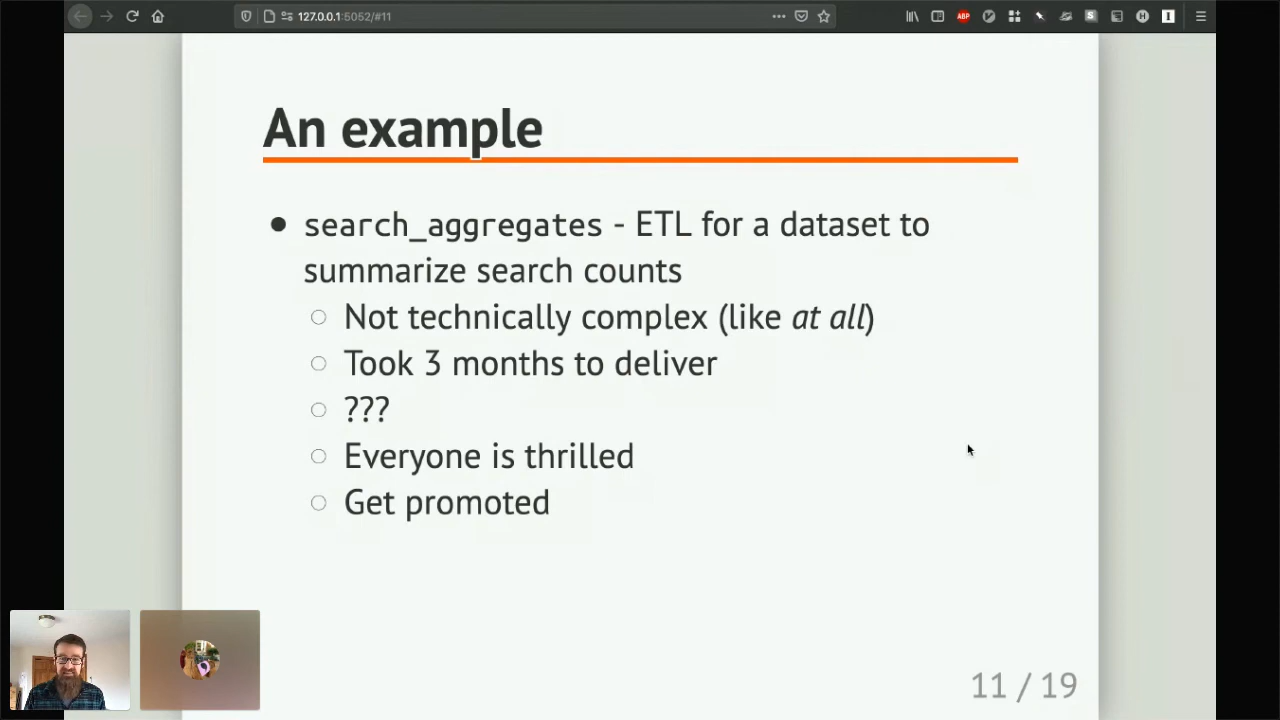 127.0.0.1:5052/#11
ABP
S
H
I
An example
search_aggregates - ETL for a dataset to
summarize search counts
Not technically complex (like at all)
Took 3 months to deliver
???
Everyone is thrilled
Get promoted
11 / 19